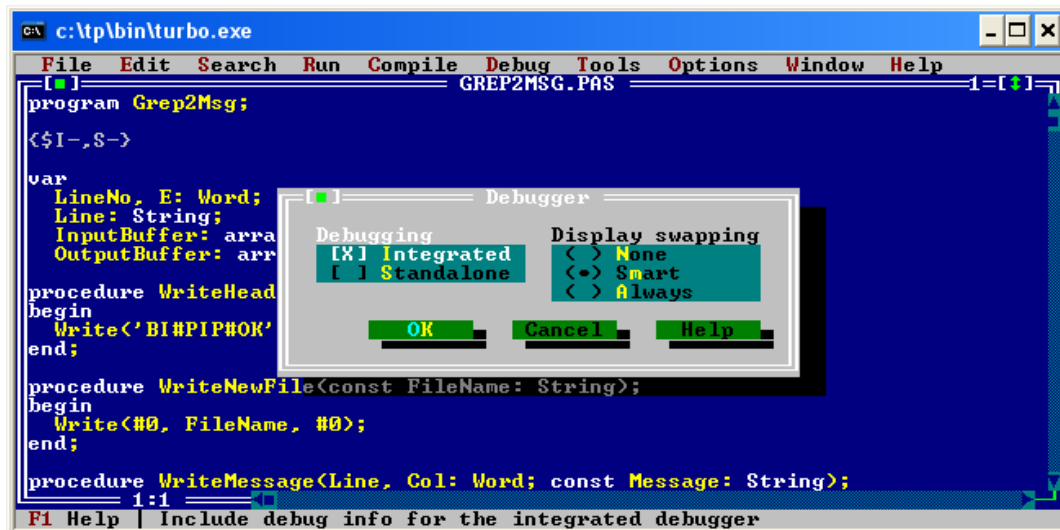 c:\tp\bin\turbo.exe
File Edit Search Run Compile Debug Tools Options Window Help
GREP2MSG.PAS 1=[↕]
program Grep2Msg;
{$I-,S-}
var
LineNo, E: Word;
Line: String;
InputBuffer: arra
OutputBuffer: arr
procedure WriteHead
begin
Write('BI#PIP#OK'
end;
procedure WriteNewFile(const FileName: String);
begin
Write(#0, FileName, #0);
end;
procedure WriteMessage(Line, Col: Word; const Message: String);
1:1
Debugger
Debugging
[X] Integrated
[ ] Standalone
Display swapping
( ) None
(•) Smart
( ) Always
OK Cancel Help
F1 Help | Include debug info for the integrated debugger